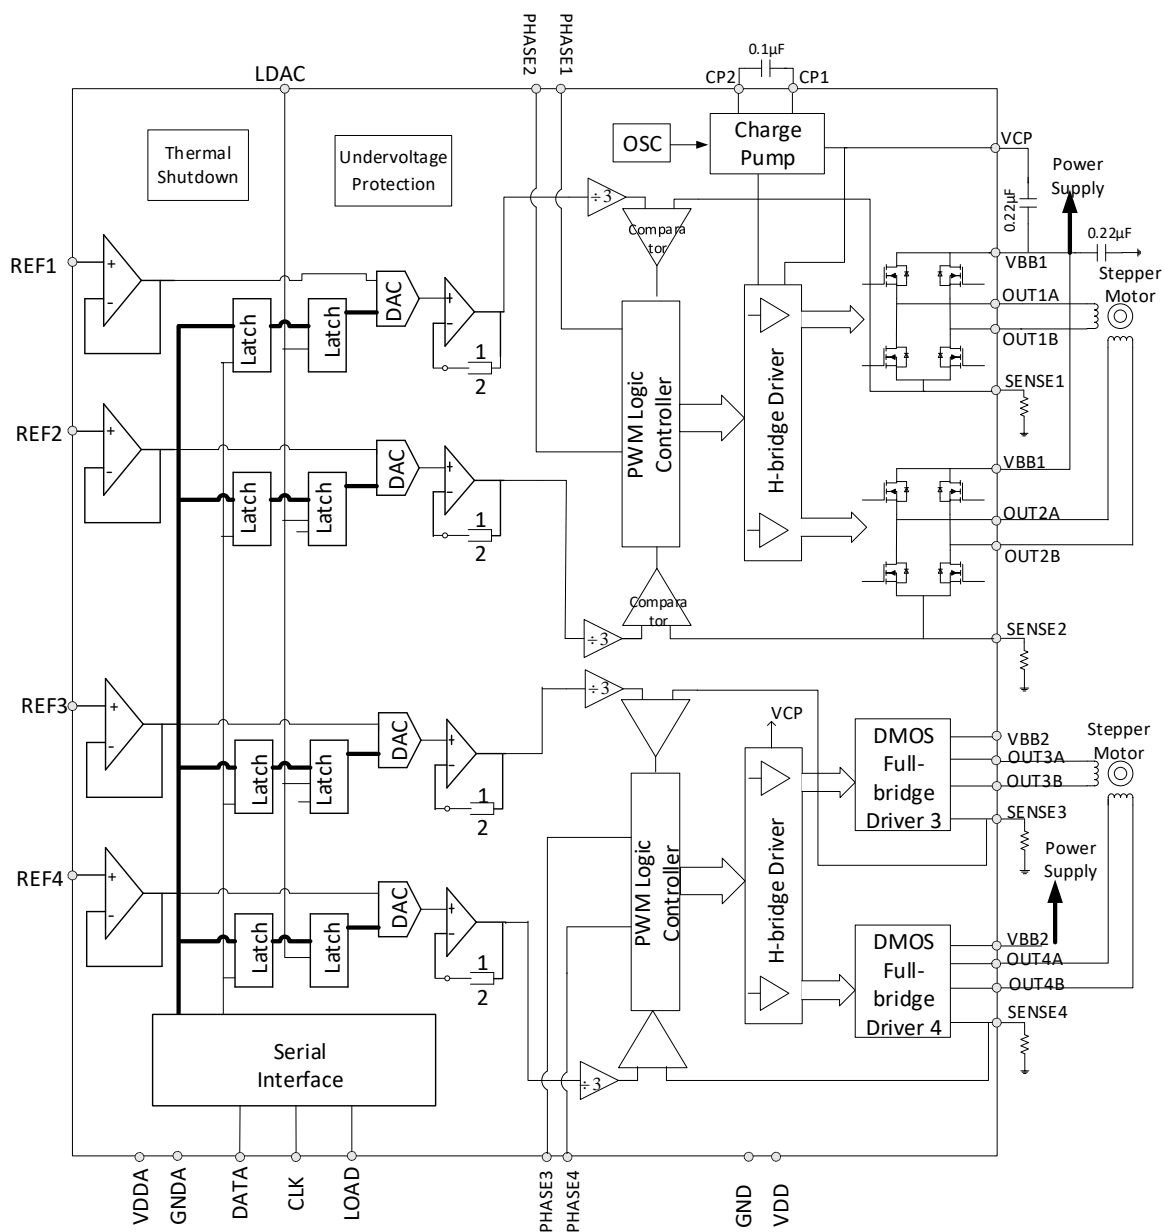 PHASE2
PHASE1
0.1μF
LDAC
CP2
CP1
Thermal
Shutdown
Undervoltage
Protection
OSC
Charge
Pump
VCP
Power
Supply
0.22μF
0.22μF
÷3
Compara
tor
REF1
+
-
DAC
+
-
Latch
Latch
1
2
VBB1
Stepper
Motor
OUT1A
OUT1B
SENSE1
PWM Logic
Controller
H-bridge Driver
REF2
+
-
DAC
+
-
Latch
Latch
1
2
VBB1
OUT2A
OUT2B
Compara
tor
÷3
SENSE2
÷3
REF3
+
-
DAC
+
-
Latch
Latch
1
2
VCP
DMOS
Full-
bridge
Driver 3
VBB2
OUT3A
OUT3B
SENSE3
Stepper
Motor
PWM Logic
Controller
H-bridge Driver
Power
Supply
REF4
+
-
DAC
+
-
Latch
Latch
1
2
DMOS
Full-
bridge
Driver 4
VBB2
OUT4A
OUT4B
SENSE4
Serial
Interface
÷3
VDDA
GNDA
DATA
CLK
LOAD
PHASE3
PHASE4
GND
VDD